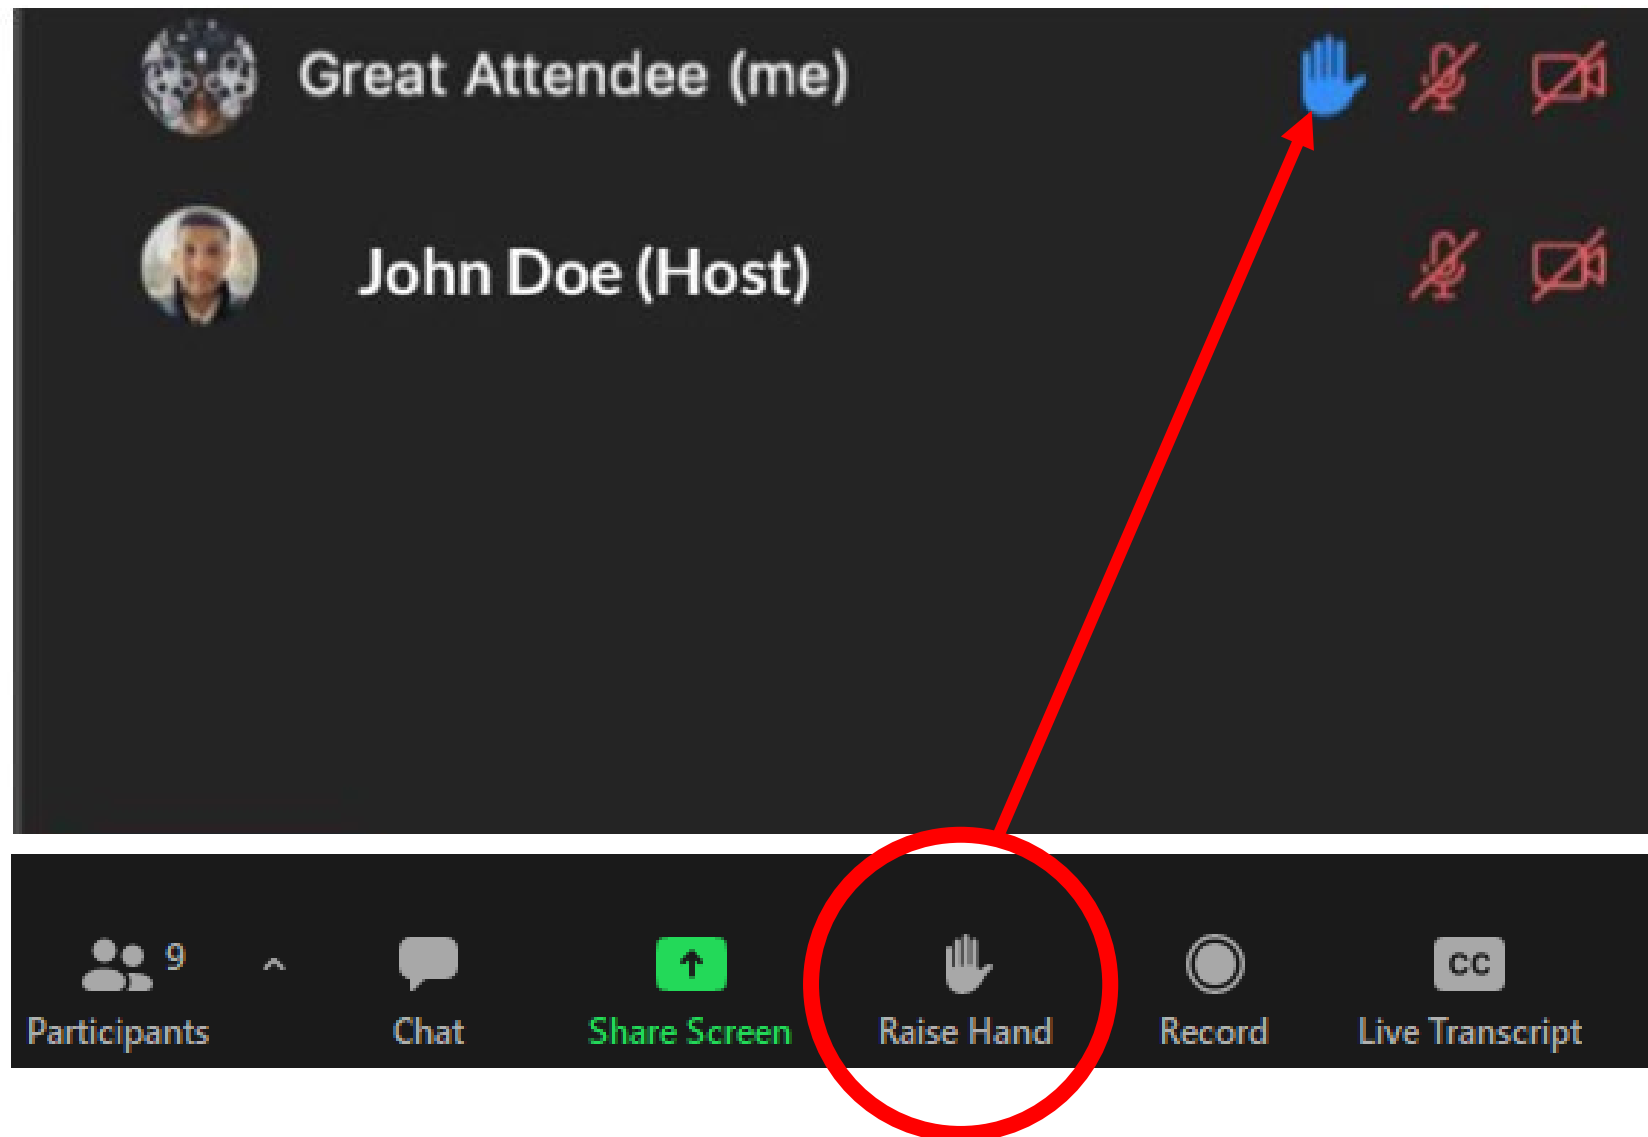 Great Attendee (me)
John Doe (Host)
9
CC
Participants Chat Share Screen Raise Hand Record Live Transcript